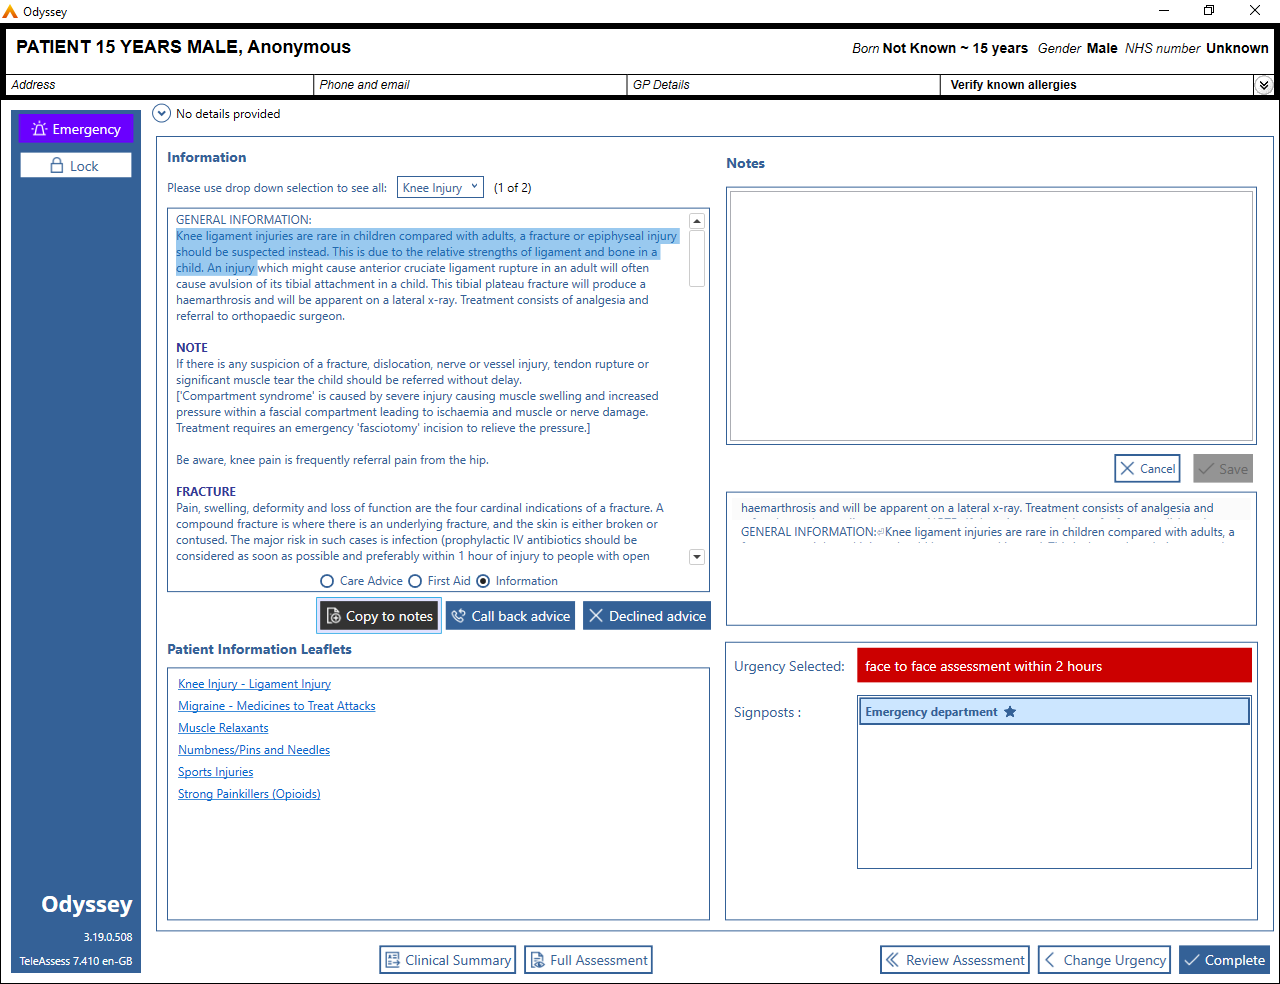 Odyssey
PATIENT 15 YEARS MALE, Anonymous
Born Not Known ~ 15 years Gender Male NHS number Unknown
Address
Phone and email
GP Details
Verify known allergies
Emergency
Lock
No details provided
Information
Please use drop down selection to see all: Knee Injury (1 of 2)
GENERAL INFORMATION:
Knee ligament injuries are rare in children compared with adults, a fracture or epiphyseal injury
should be suspected instead. This is due to the relative strengths of ligament and bone in a
child. An injury which might cause anterior cruciate ligament rupture in an adult will often
cause avulsion of its tibial attachment in a child. This tibial plateau fracture will produce a
haemarthrosis and will be apparent on a lateral x-ray. Treatment consists of analgesia and
referral to orthopaedic surgeon.
NOTE
If there is any suspicion of a fracture, dislocation, nerve or vessel injury, tendon rupture or
significant muscle tear the child should be referred without delay.
['Compartment syndrome' is caused by severe injury causing muscle swelling and increased
pressure within a fascial compartment leading to ischaemia and muscle or nerve damage.
Treatment requires an emergency 'fasciotomy' incision to relieve the pressure.]
Be aware, knee pain is frequently referral pain from the hip.
FRACTURE
Pain, swelling, deformity and loss of function are the four cardinal indications of a fracture. A
compound fracture is where there is an underlying fracture, and the skin is either broken or
contused. The major risk in such cases is infection (prophylactic IV antibiotics should be
considered as soon as possible and preferably within 1 hour of injury to people with open
Care Advice First Aid Information
Copy to notes
Call back advice
Declined advice
Patient Information Leaflets
Knee Injury - Ligament Injury
Migraine - Medicines to Treat Attacks
Muscle Relaxants
Numbness/Pins and Needles
Sports Injuries
Strong Painkillers (Opioids)
Notes
Cancel
Save
haemarthrosis and will be apparent on a lateral x-ray. Treatment consists of analgesia and
GENERAL INFORMATION: Knee ligament injuries are rare in children compared with adults, a
Urgency Selected: face to face assessment within 2 hours
Signposts : Emergency department
Odyssey
3.19.0.508
TeleAssess 7.410 en-GB
Clinical Summary
Full Assessment
Review Assessment
Change Urgency
Complete